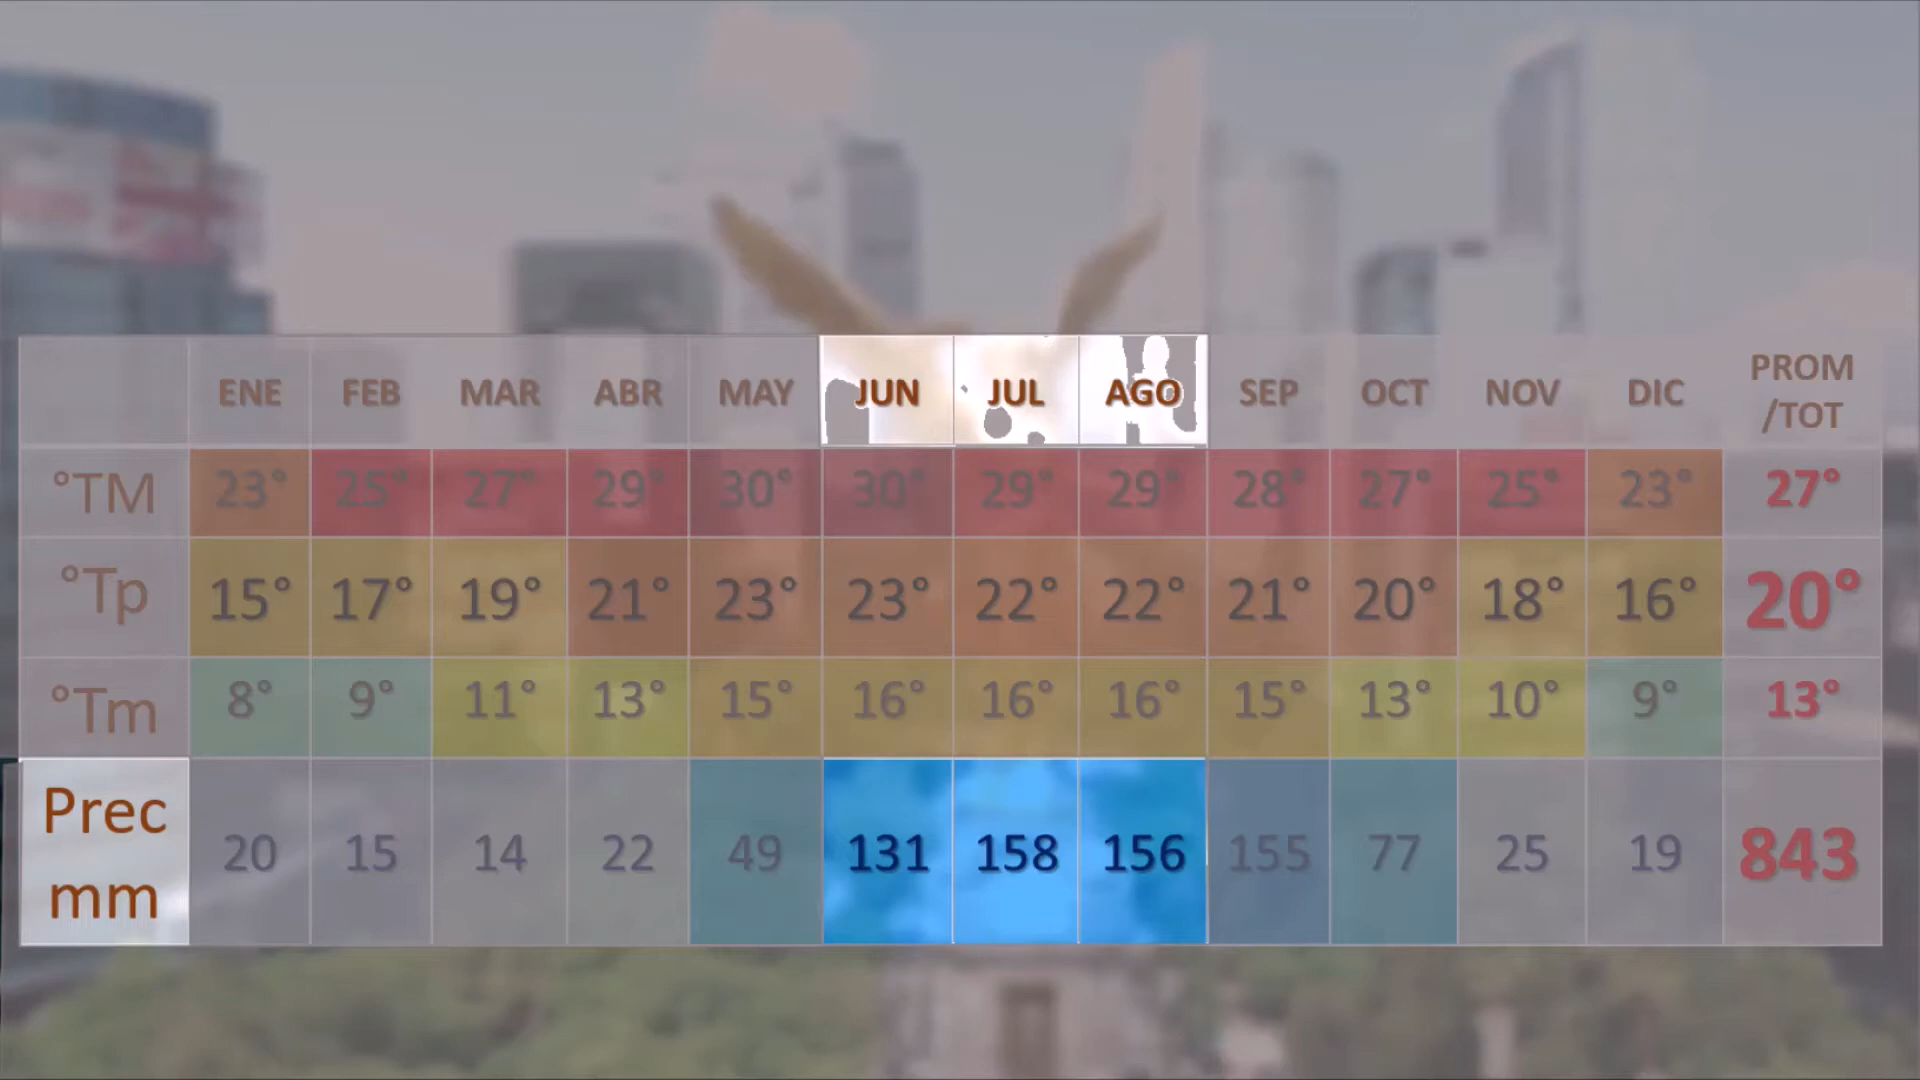 ENE FEB MAR ABR MAY JUN JUL AGO SEP OCT NOV DIC PROM
/TOT
°TM 23° 25° 27° 29° 30° 30° 29° 29° 28° 27° 25° 23° 27°
°Tp 15° 17° 19° 21° 23° 23° 22° 22° 21° 20° 18° 16° 20°
°Tm 8° 9° 11° 13° 15° 16° 16° 16° 15° 13° 10° 9° 13°
Prec
mm 20 15 14 22 49 131 158 156 155 77 25 19 843